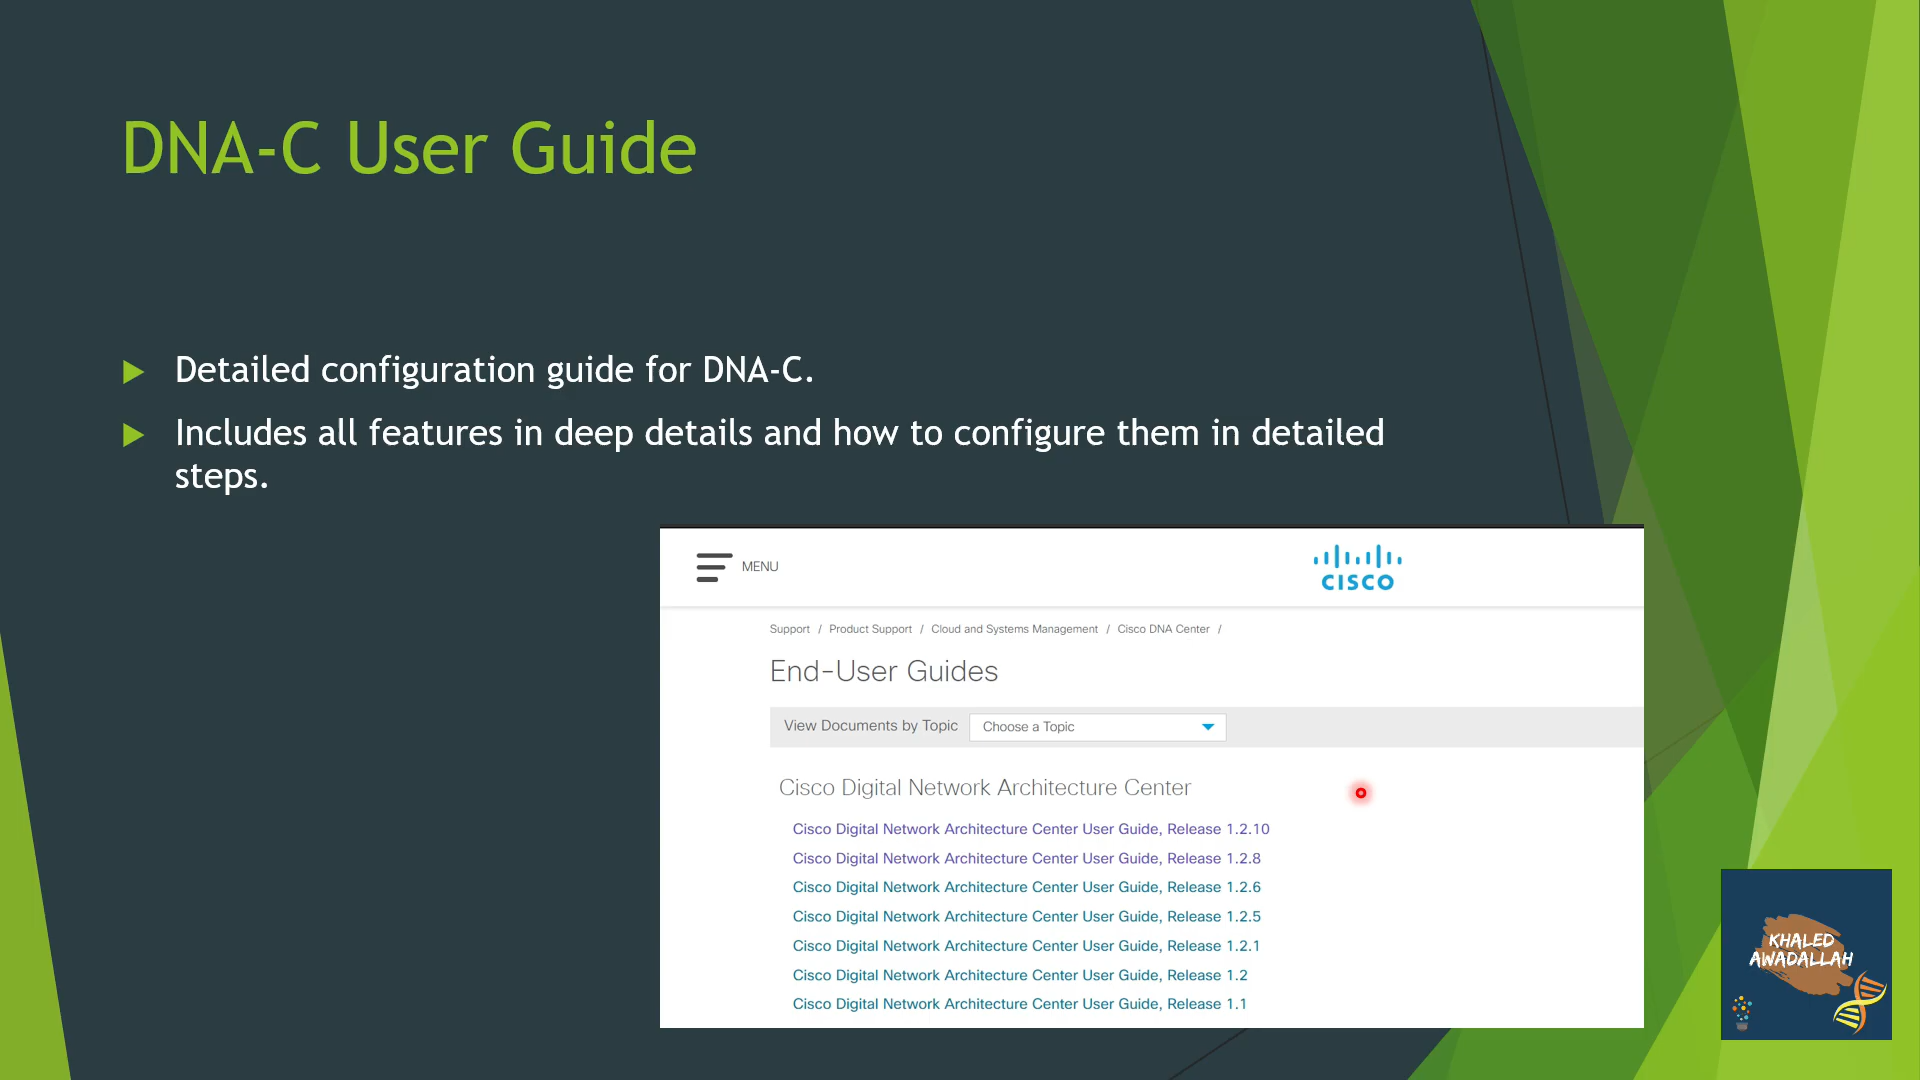 DNA-C User Guide
Detailed configuration guide for DNA-C.
Includes all features in deep details and how to configure them in detailed
steps.
MENU
CISCO
Support / Product Support / Cloud and Systems Management / Cisco DNA Center /
End-User Guides
View Documents by Topic Choose a Topic
Cisco Digital Network Architecture Center
Cisco Digital Network Architecture Center User Guide, Release 1.2.10
Cisco Digital Network Architecture Center User Guide, Release 1.2.8
Cisco Digital Network Architecture Center User Guide, Release 1.2.6
Cisco Digital Network Architecture Center User Guide, Release 1.2.5
Cisco Digital Network Architecture Center User Guide, Release 1.2.1
Cisco Digital Network Architecture Center User Guide, Release 1.2
Cisco Digital Network Architecture Center User Guide, Release 1.1
KHALED
AWADALLAH